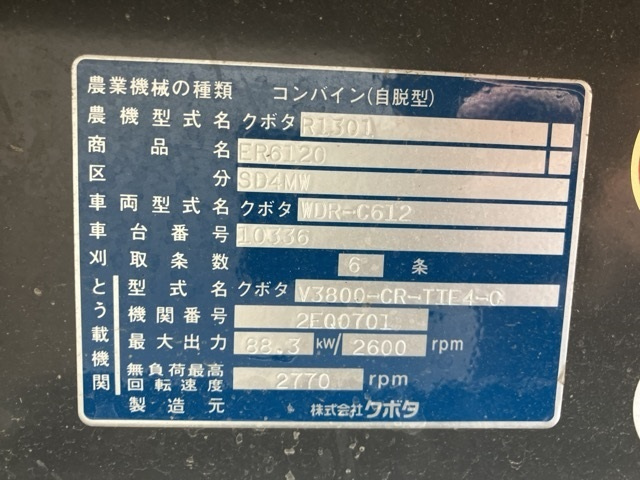 農業機械の種類 コンバイン(自脱型)
農機型式名 クボタ R1301
商品名 ER6120
区分 SD4MW
車両型式名 クボタ WDR-C612
車台番号 10336
刈取条数 6 条
とう載機関
型式名 クボタ V3800-CR-TIE4-Q
機関番号 2EQ0701
最大出力 88.3 kW/ 2600 rpm
無負荷最高回転速度 2770 rpm
製造元 株式会社クボタ